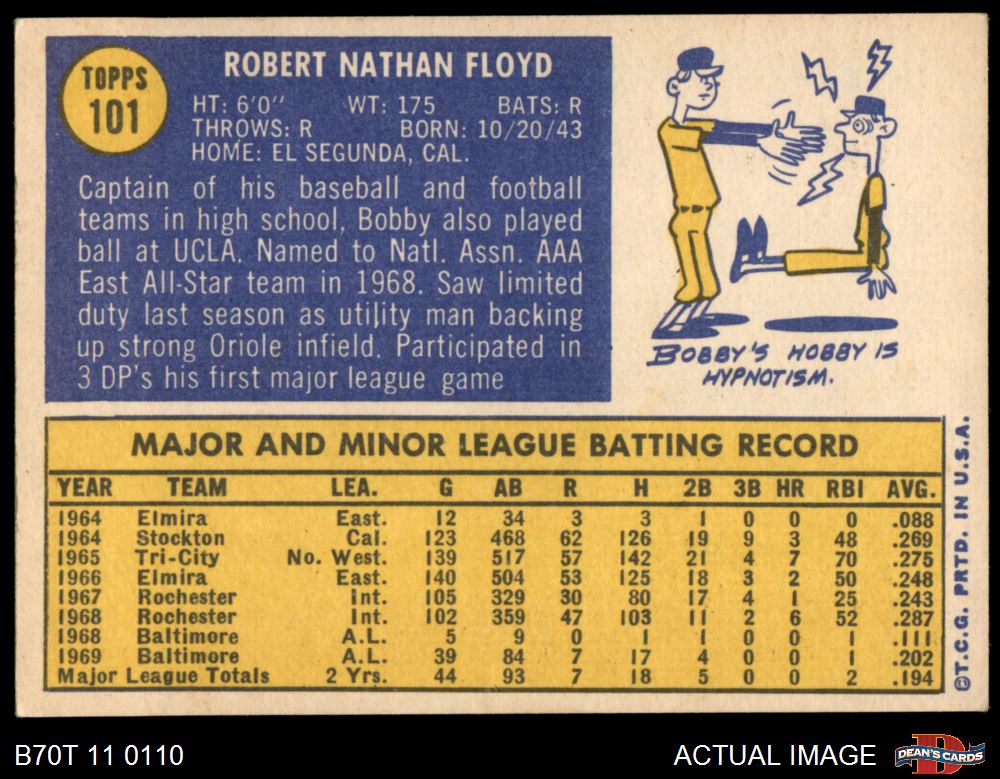 TOPPS
101
ROBERT NATHAN FLOYD
HT: 6'0" WT: 175 BATS: R
THROWS: R BORN: 10/20/43
HOME: EL SEGUNDA, CAL.
Captain of his baseball and football
teams in high school, Bobby also played
ball at UCLA. Named to Natl. Assn. AAA
East All-Star team in 1968. Saw limited
duty last season as utility man backing
up strong Oriole infield. Participated in
3 DP's his first major league game
BOBBY'S HOBBY IS
HYPNOTISM.
MAJOR AND MINOR LEAGUE BATTING RECORD
YEAR TEAM LEA. G AB R H 2B 3B HR RBI AVG.
1964 Elmira East. 12 34 3 3 1 0 0 0 .088
1964 Stockton Cal. 123 468 62 126 19 9 3 48 .269
1965 Tri-City No. West. 139 517 57 142 21 4 7 70 .275
1966 Elmira East. 140 504 53 125 18 3 2 50 .248
1967 Rochester Int. 105 329 30 80 17 4 1 25 .243
1968 Rochester Int. 102 359 47 103 11 2 6 52 .287
1968 Baltimore A.L. 5 9 0 1 1 0 0 1 .111
1969 Baltimore A.L. 39 84 7 17 4 0 0 1 .202
Major League Totals 2 Yrs. 44 93 7 18 5 0 0 2 .194
©T.C.G. PRTD. IN U.S.A.
B70T 11 0110
ACTUAL IMAGE
DEAN'S CARDS